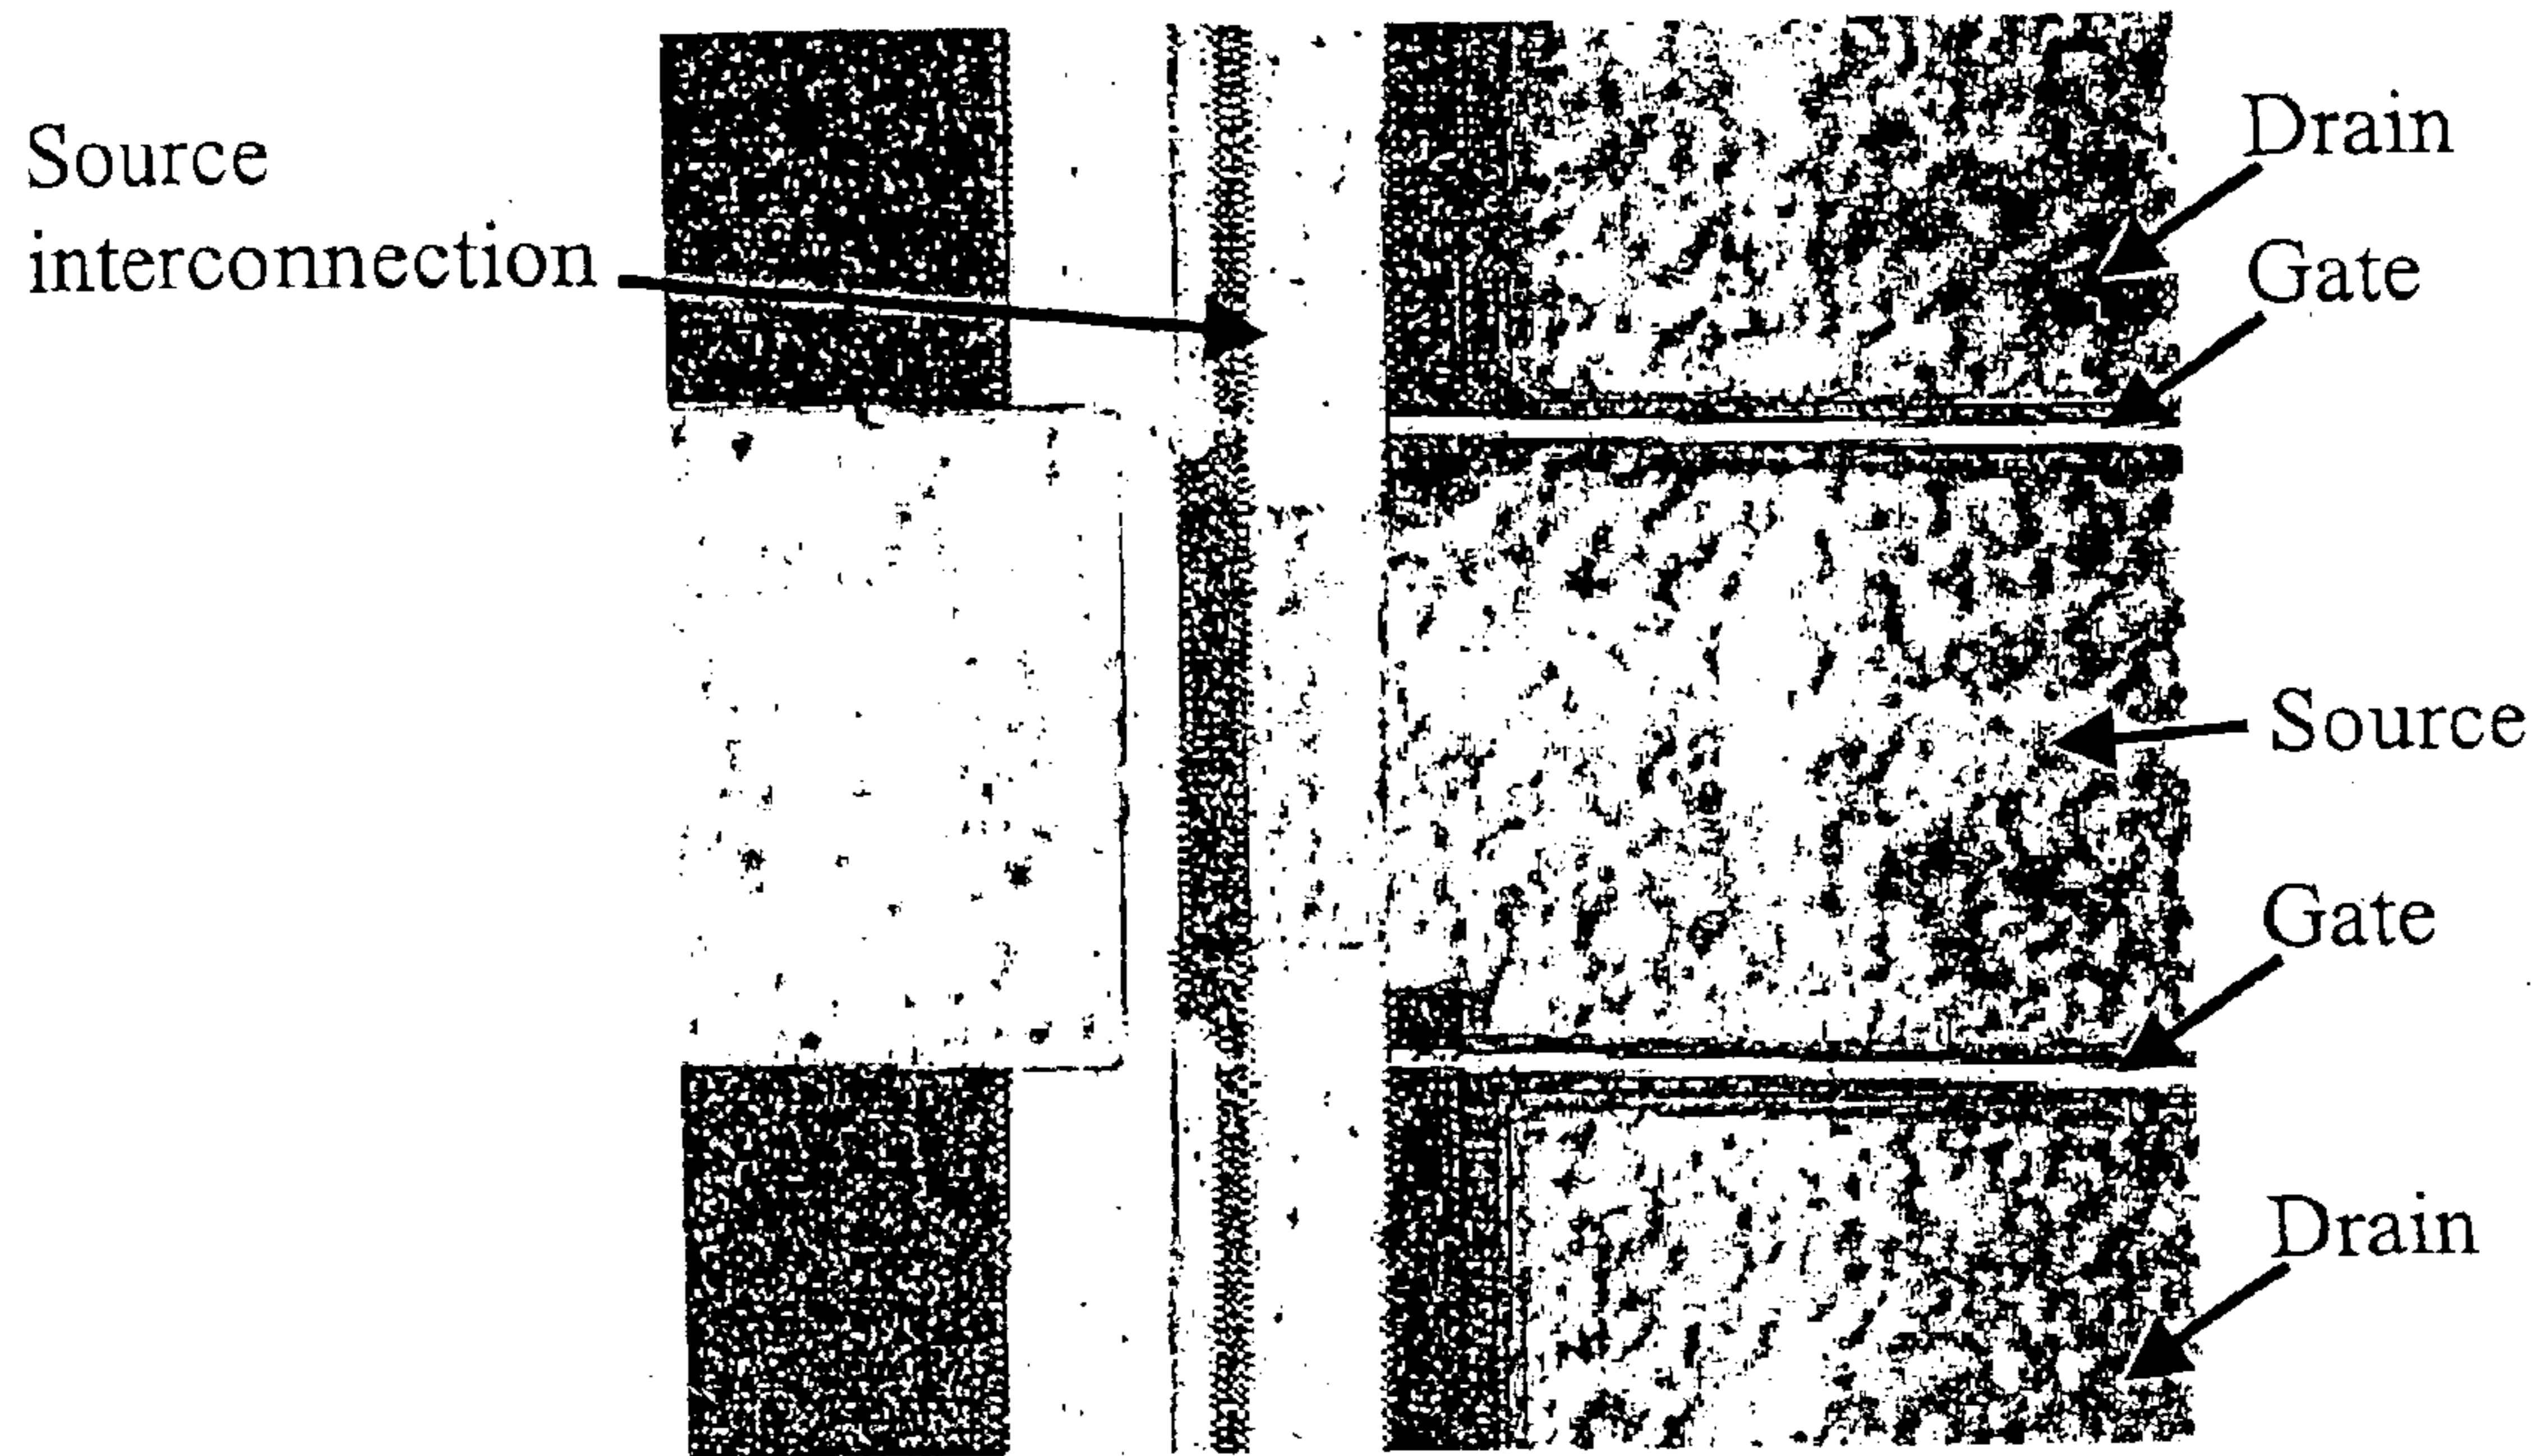 Source
interconnection
Drain
Gate
Source
Gate
Drain